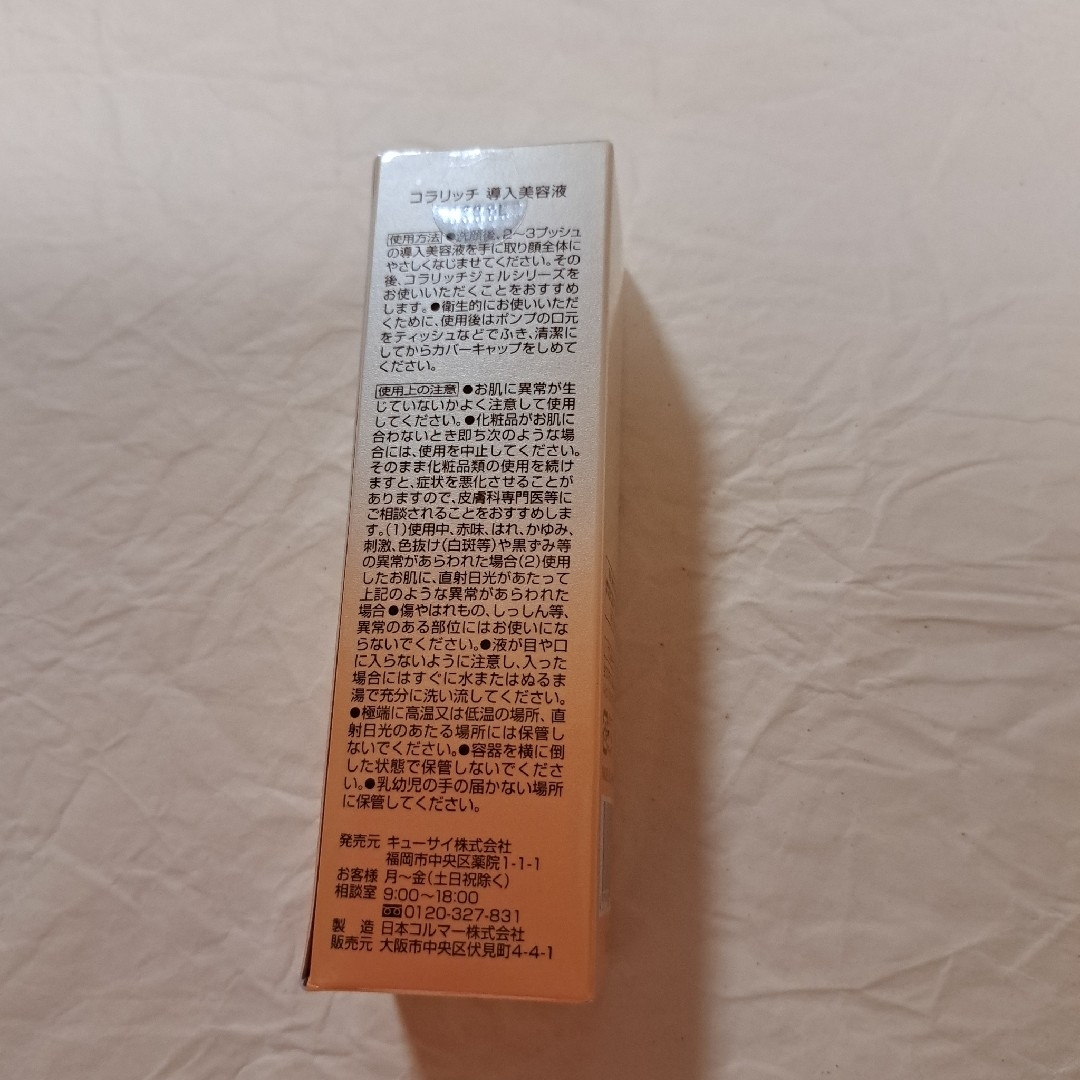 コラリッチ 導入美容液
使用方法 ●洗顔後、2～3プッシュ
の導入美容液を手に取り顔全体に
やさしくなじませてください。その
後、コラリッチジェルシリーズを
お使いいただくことをおすすめ
します。●衛生的にお使いいただ
くために、使用後はポンプの口元
をティッシュなどでふき、清潔に
してからカバーキャップをしめて
ください。
使用上の注意 ●お肌に異常が生
じていないかよく注意して使用
してください。●化粧品がお肌に
合わないとき即ち次のような場
合には、使用を中止してください。
そのまま化粧品類の使用を続け
ますと、症状を悪化させることが
ありますので、皮膚科専門医等に
ご相談されることをおすすめしま
す。(1)使用中、赤味、はれ、かゆみ、
刺激、色抜け(白斑等)や黒ずみ等
の異常があらわれた場合(2)使用
したお肌に、直射日光があたって
上記のような異常があらわれた
場合●傷やはれもの、しっしん等、
異常のある部位にはお使いにな
らないでください。●液が目や口
に入らないように注意し、入った
場合にはすぐに水またはぬるま
湯で充分に洗い流してください。
●極端に高温又は低温の場所、直
射日光のあたる場所には保管し
ないでください。●容器を横に倒
した状態で保管しないでくださ
い。●乳幼児の手の届かない場所
に保管してください。
発売元 キューサイ株式会社
福岡市中央区薬院1-1-1
お客様 月～金(土日祝除く)
相談室 9:00～18:00
0120-327-831
製 造 日本コルマー株式会社
販売元 大阪市中央区伏見町4-4-1